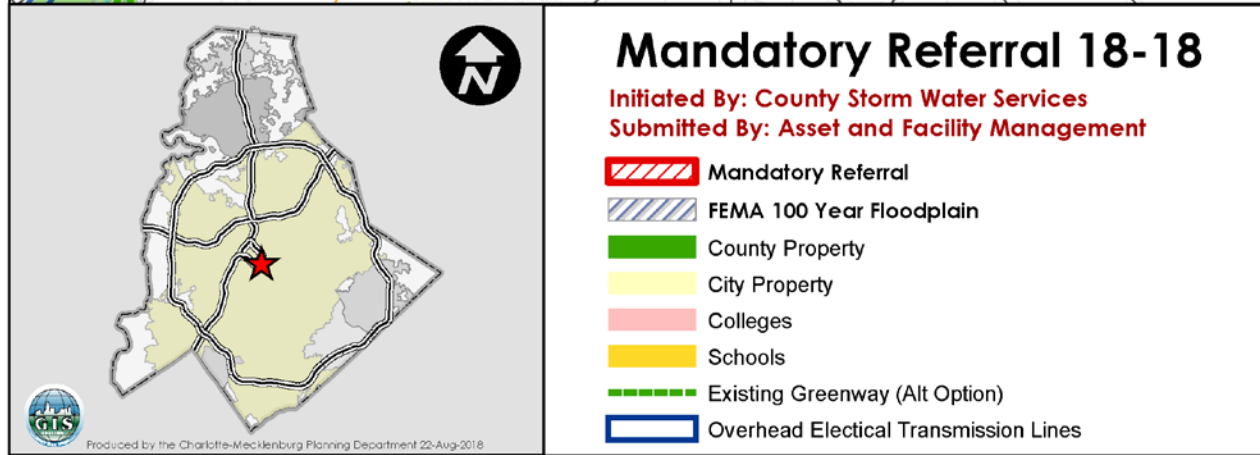 N
GIS
Produced by the Charlotte-Mecklenburg Planning Department 22-Aug-2018
Mandatory Referral 18-18
Initiated By: County Storm Water Services
Submitted By: Asset and Facility Management
Mandatory Referral
FEMA 100 Year Floodplain
County Property
City Property
Colleges
Schools
Existing Greenway (Alt Option)
Overhead Electical Transmission Lines